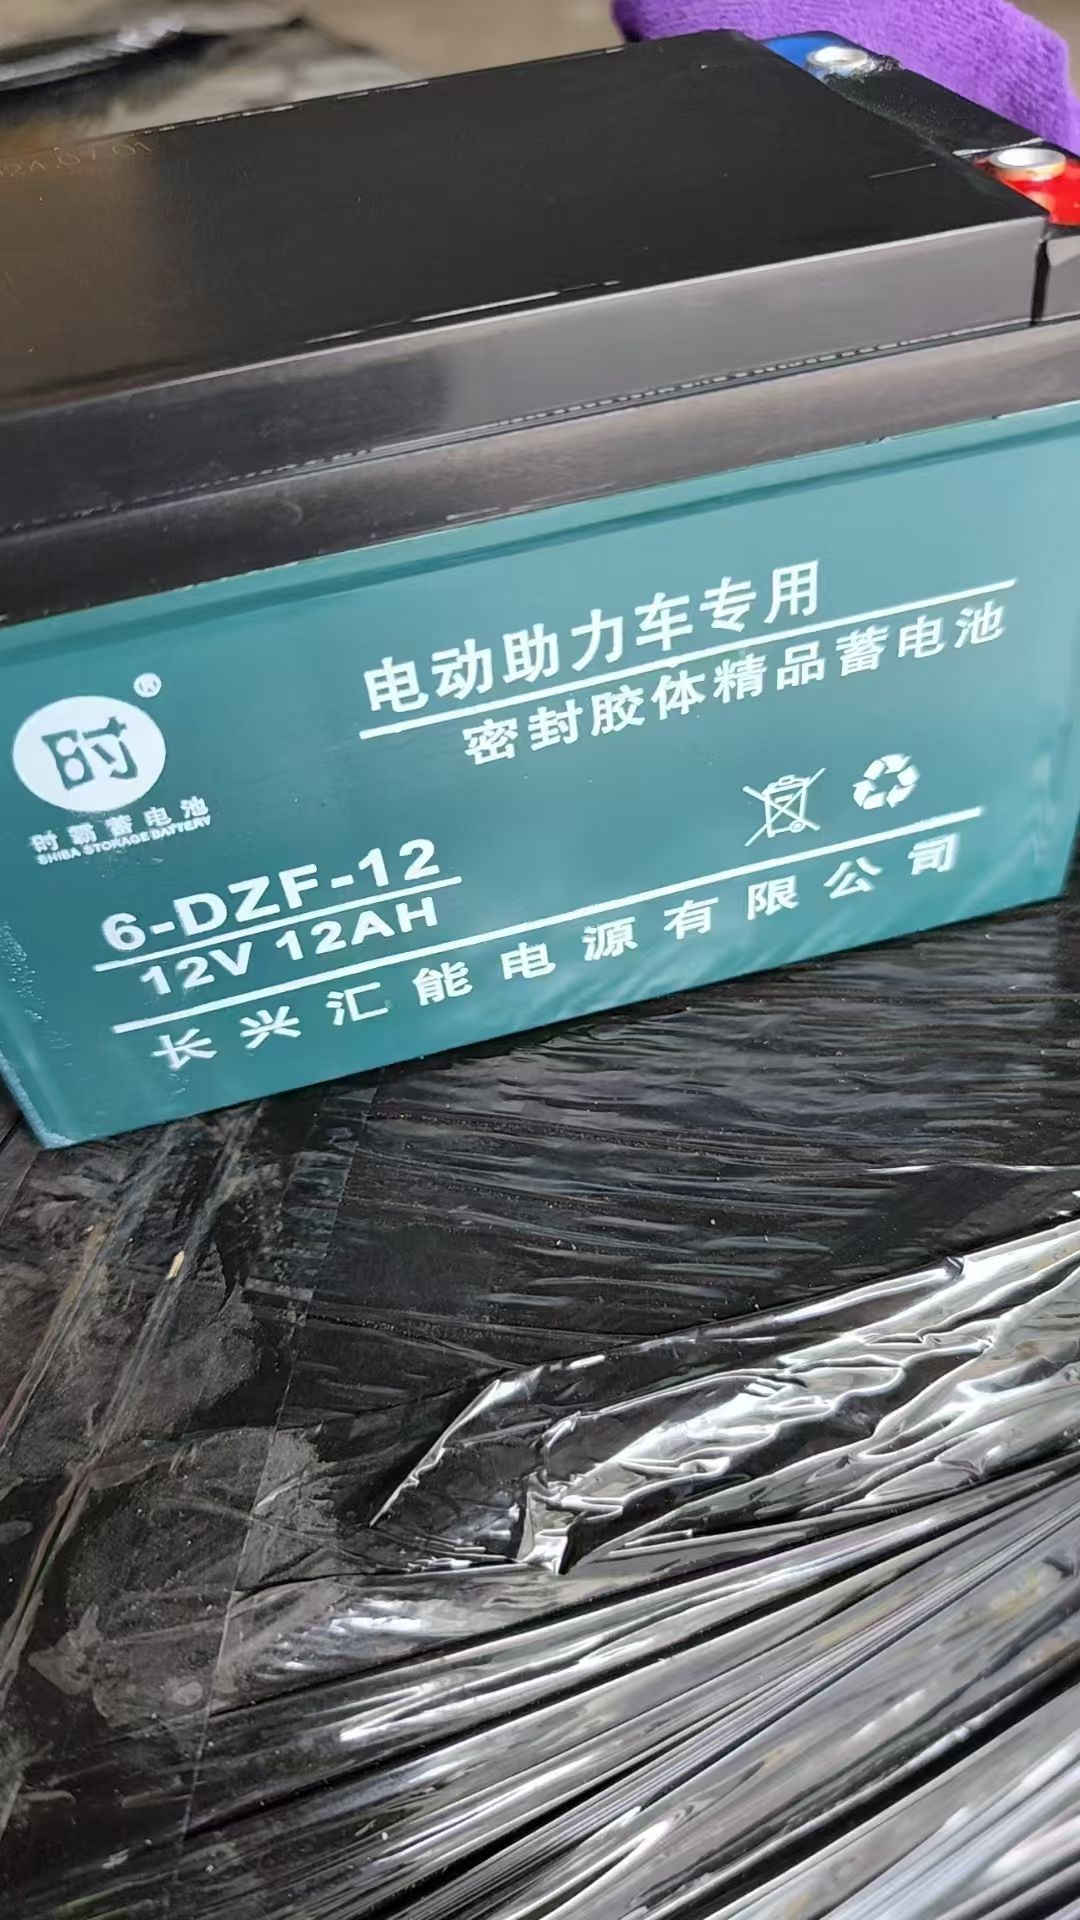 电动助力车专用
密封胶体精品蓄电池
时
®
时霸蓄电池
SHIBA STORAGE BATTERY
6-DZF-12
12V 12AH
长兴汇能电源有限公司